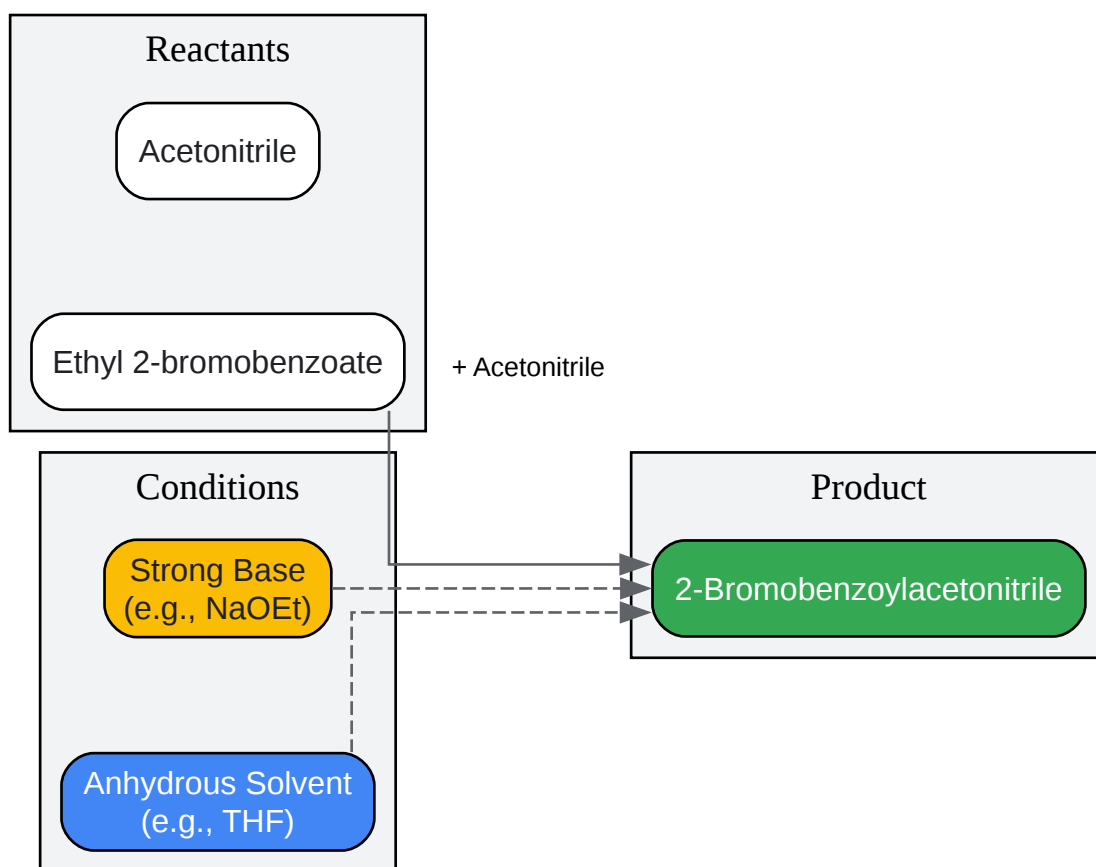 Reactants
Acetonitrile
Ethyl 2-bromobenzoate
+ Acetonitrile
Conditions
Strong Base
(e.g., NaOEt)
Anhydrous Solvent
(e.g., THF)
Product
2-Bromobenzoylacetonitrile